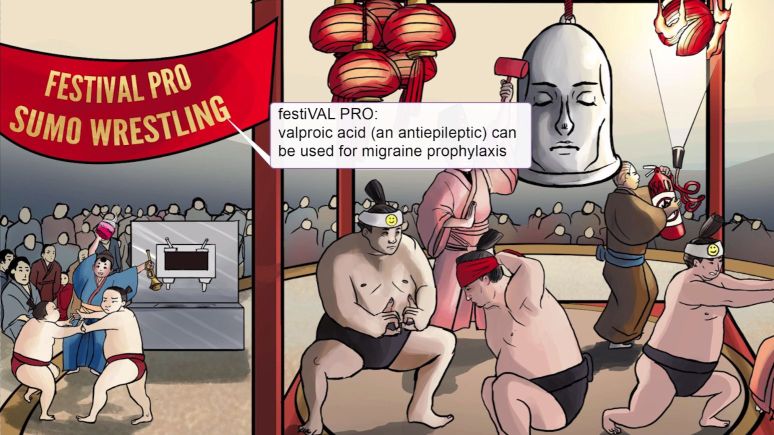 FESTIVAL PRO
SUMO WRESTLING
festiVAL PRO:
valproic acid (an antiepileptic) can
be used for migraine prophylaxis